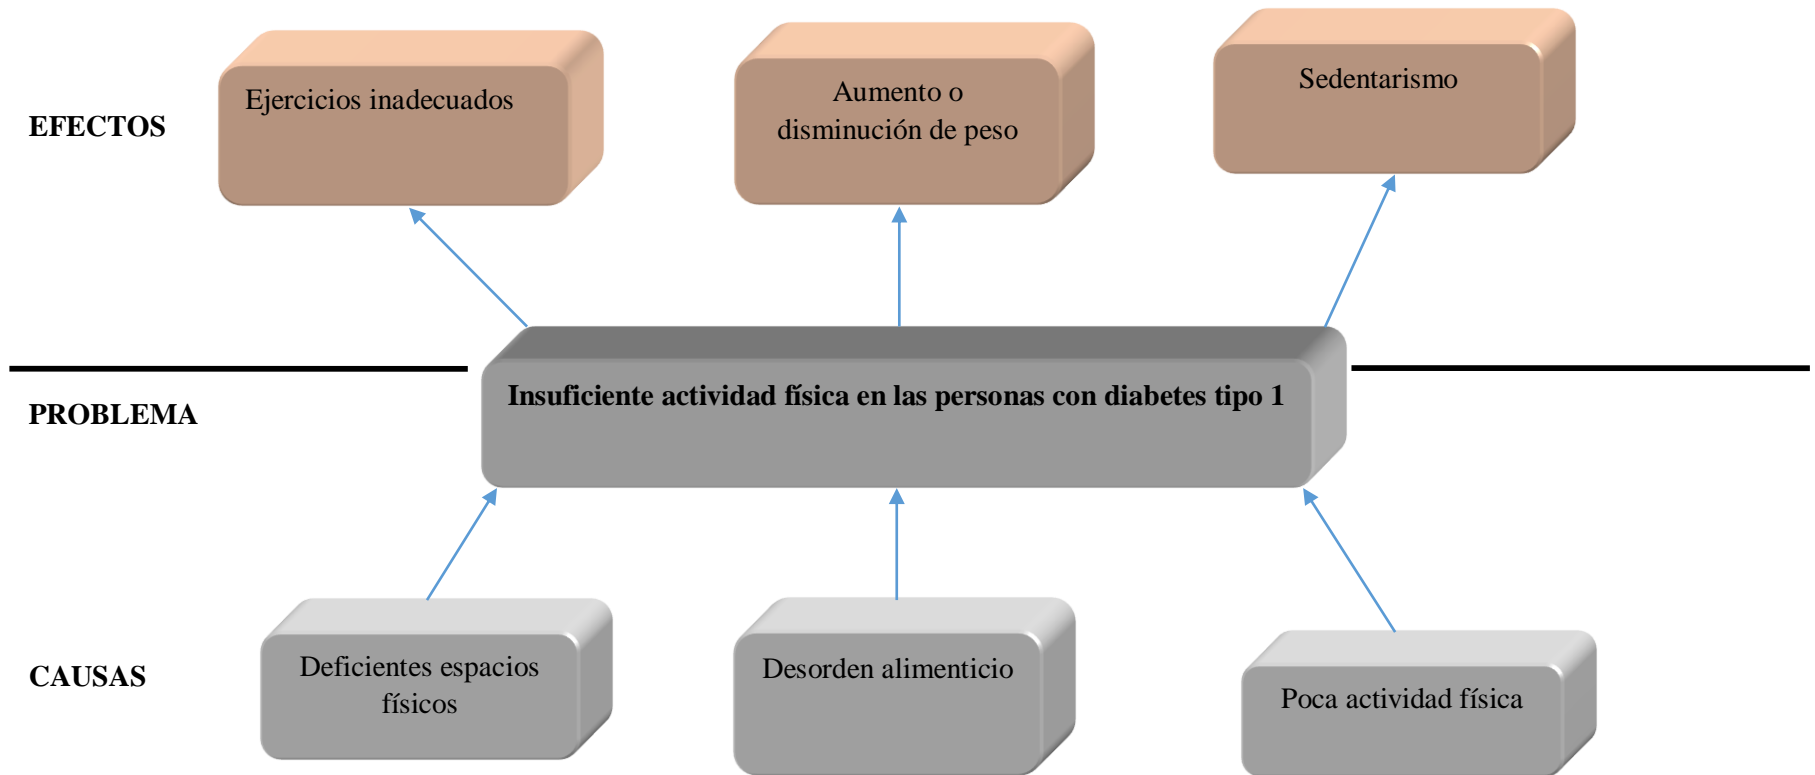 EFECTOS
Ejercicios inadecuados
Aumento o
disminución de peso
Sedentarismo
PROBLEMA
Insuficiente actividad física en las personas con diabetes tipo 1
CAUSAS
Deficientes espacios
físicos
Desorden alimenticio
Poca actividad física